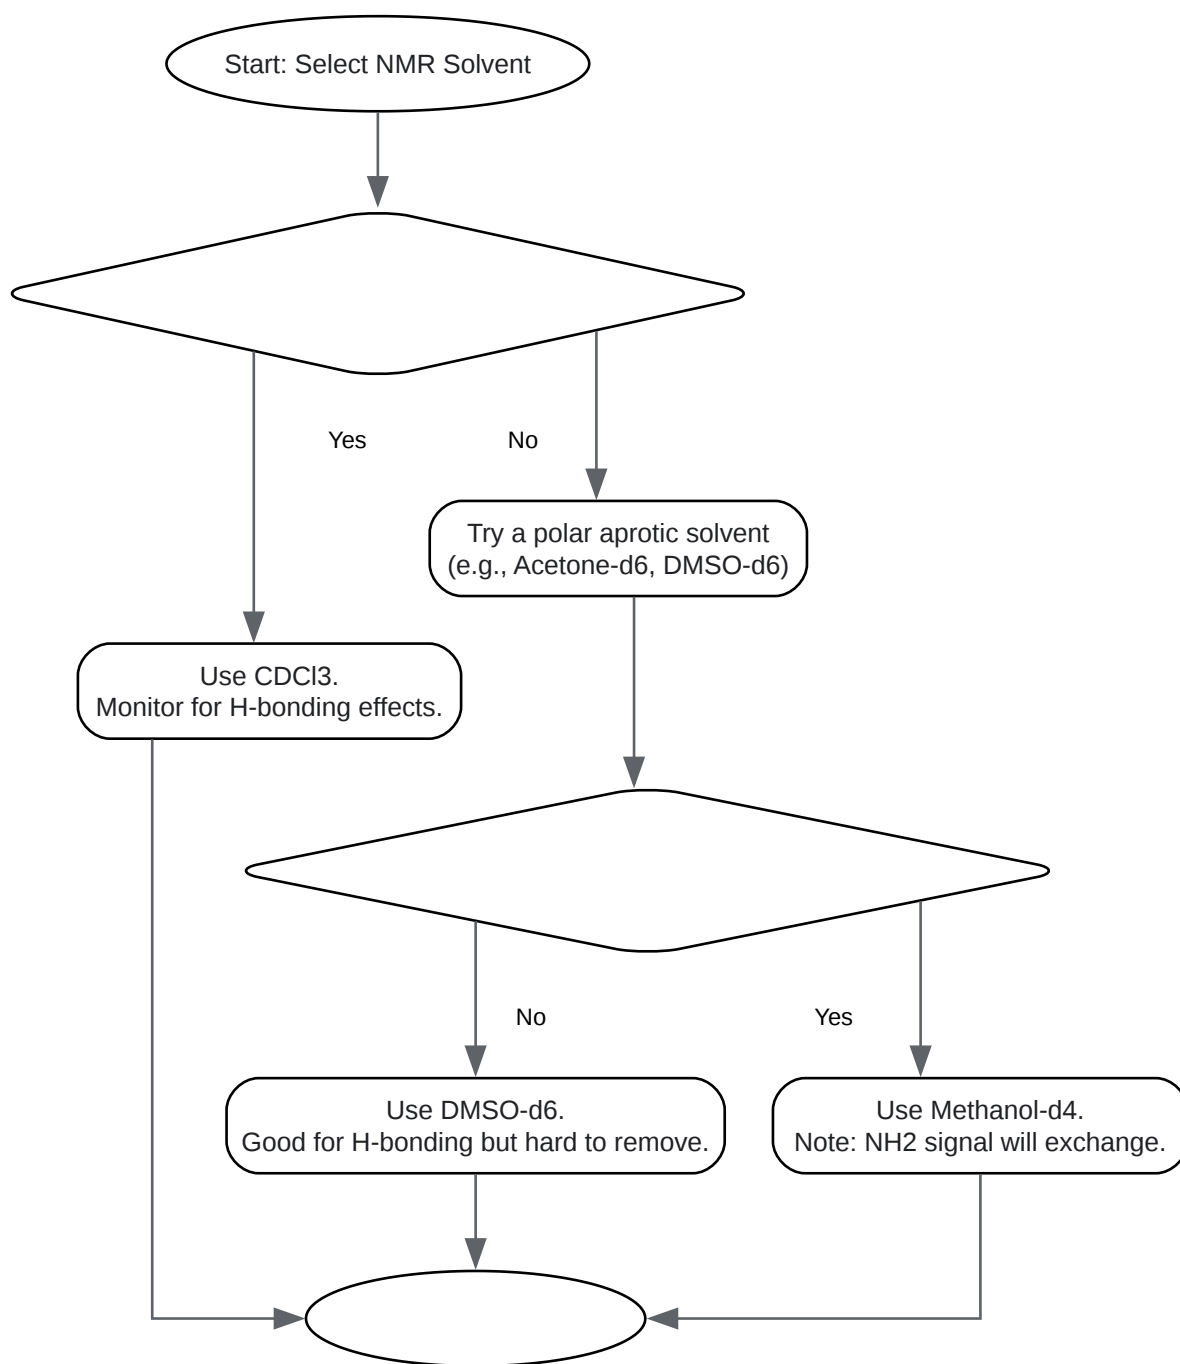 Start: Select NMR Solvent
Yes
No
Try a polar aprotic solvent
(e.g., Acetone-d6, DMSO-d6)
Use CDCl3.
Monitor for H-bonding effects.
No
Yes
Use DMSO-d6.
Good for H-bonding but hard to remove.
Use Methanol-d4.
Note: NH2 signal will exchange.